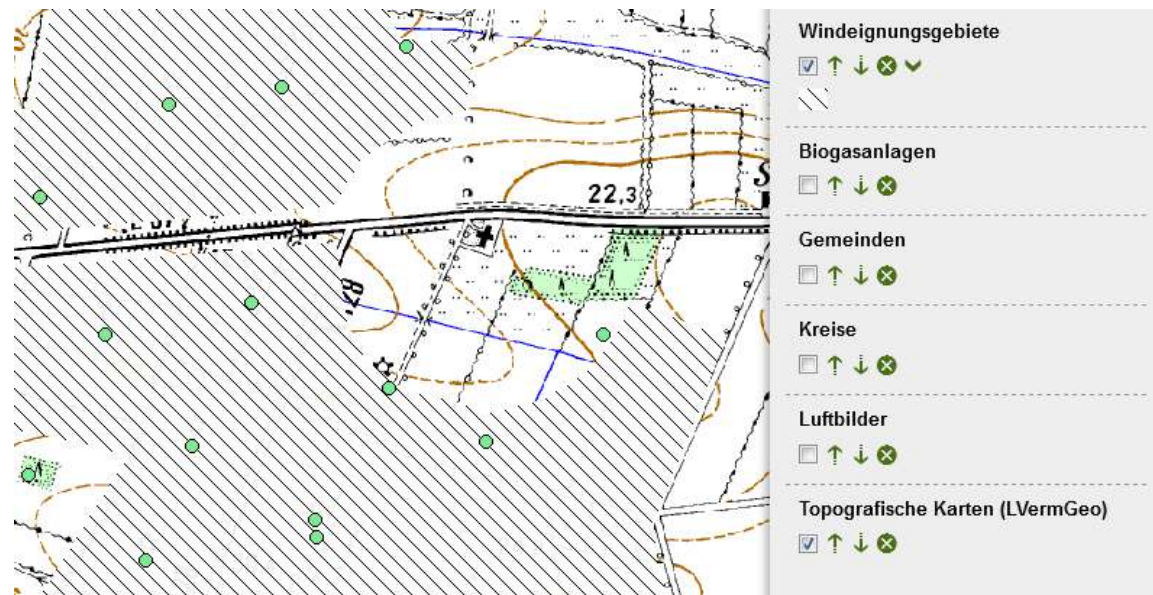 Windeignungsgebiete
Biogasanlagen
Gemeinden
22,3
Kreise
Luftbilder
Topografische Karten (LVermGeo)